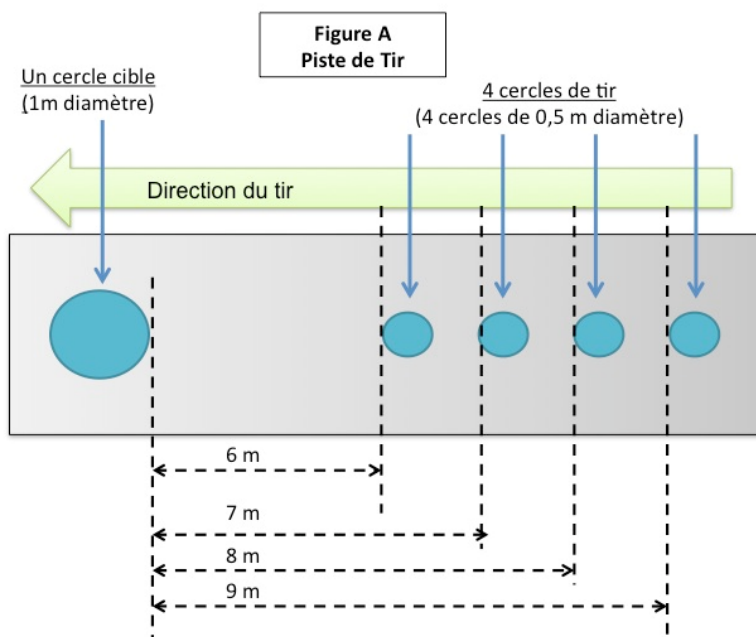 Figure A
Piste de Tir
Un cercle cible
(1m diamètre)
4 cercles de tir
(4 cercles de 0,5 m diamètre)
Direction du tir
6 m
7 m
8 m
9 m